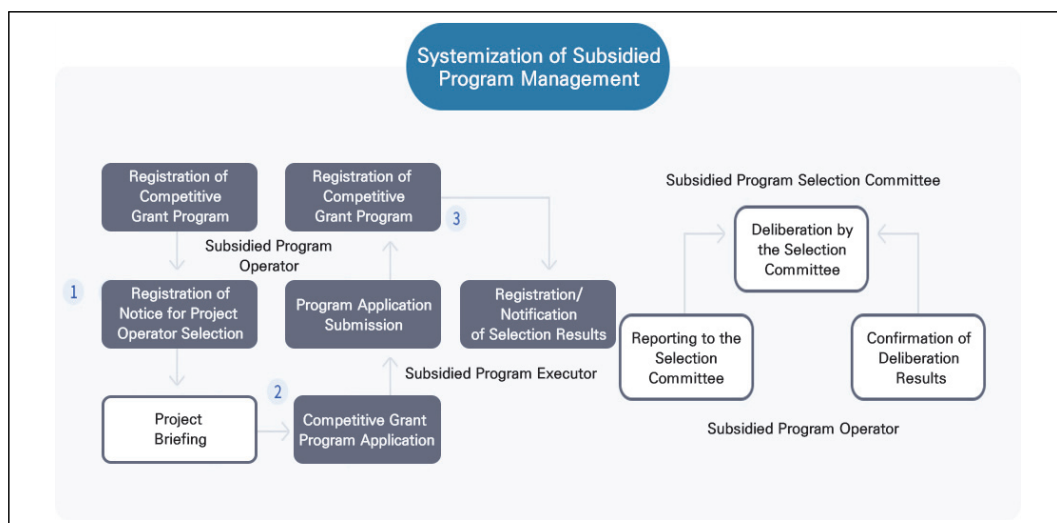 Systemization of Subsidied
Program Management
Registration of
Competitive
Grant Program
Subsidied Program
Operator
1
Registration of
Notice for Project
Operator Selection
Project
Briefing
2
Competitive Grant
Program Application
Subsidied Program Executor
Program Application
Submission
Registration of
Competitive
Grant Program
3
Registration/
Notification
of Selection Results
Subsidied Program Selection Committee
Deliberation by
the Selection
Committee
Reporting to the
Selection
Committee
Confirmation of
Deliberation
Results
Subsidied Program Operator